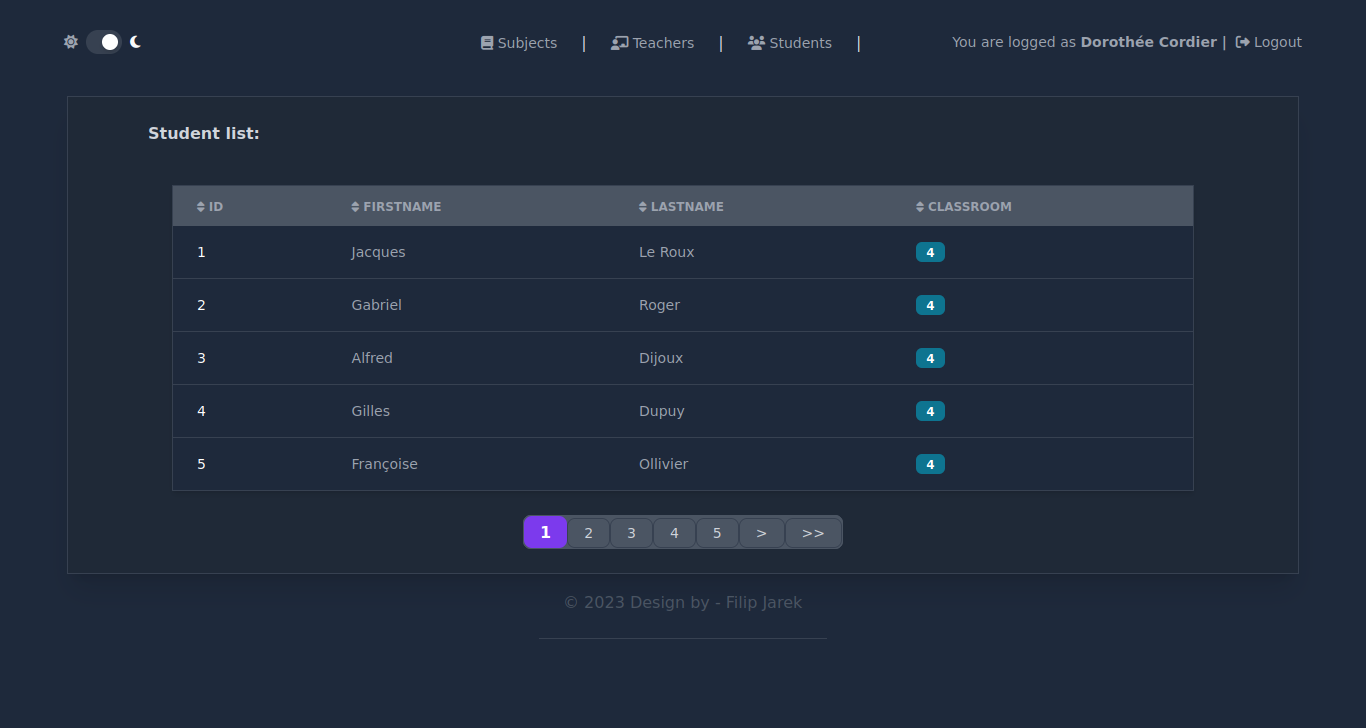 Subjects | Teachers | Students | You are logged as Dorothée Cordier | Logout
Student list:
ID FIRSTNAME LASTNAME CLASSROOM
1 Jacques Le Roux 4
2 Gabriel Roger 4
3 Alfred Dijoux 4
4 Gilles Dupuy 4
5 Françoise Ollivier 4
1 2 3 4 5 > >>
© 2023 Design by - Filip Jarek